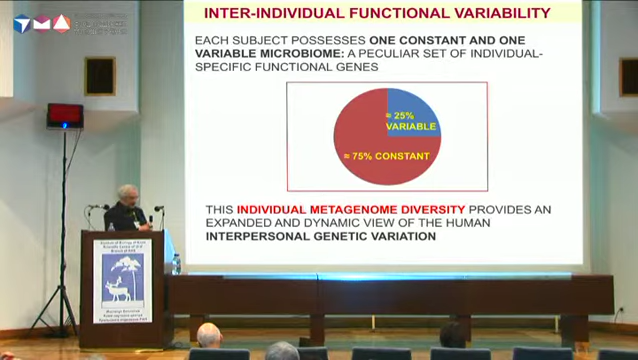 INTER-INDIVIDUAL FUNCTIONAL VARIABILITY
EACH SUBJECT POSSESSES ONE CONSTANT AND ONE
VARIABLE MICROBIOME: A PECULIAR SET OF INDIVIDUAL-
SPECIFIC FUNCTIONAL GENES
≈ 25%
VARIABLE
≈ 75% CONSTANT
THIS INDIVIDUAL METAGENOME DIVERSITY PROVIDES AN
EXPANDED AND DYNAMIC VIEW OF THE HUMAN
INTERPERSONAL GENETIC VARIATION